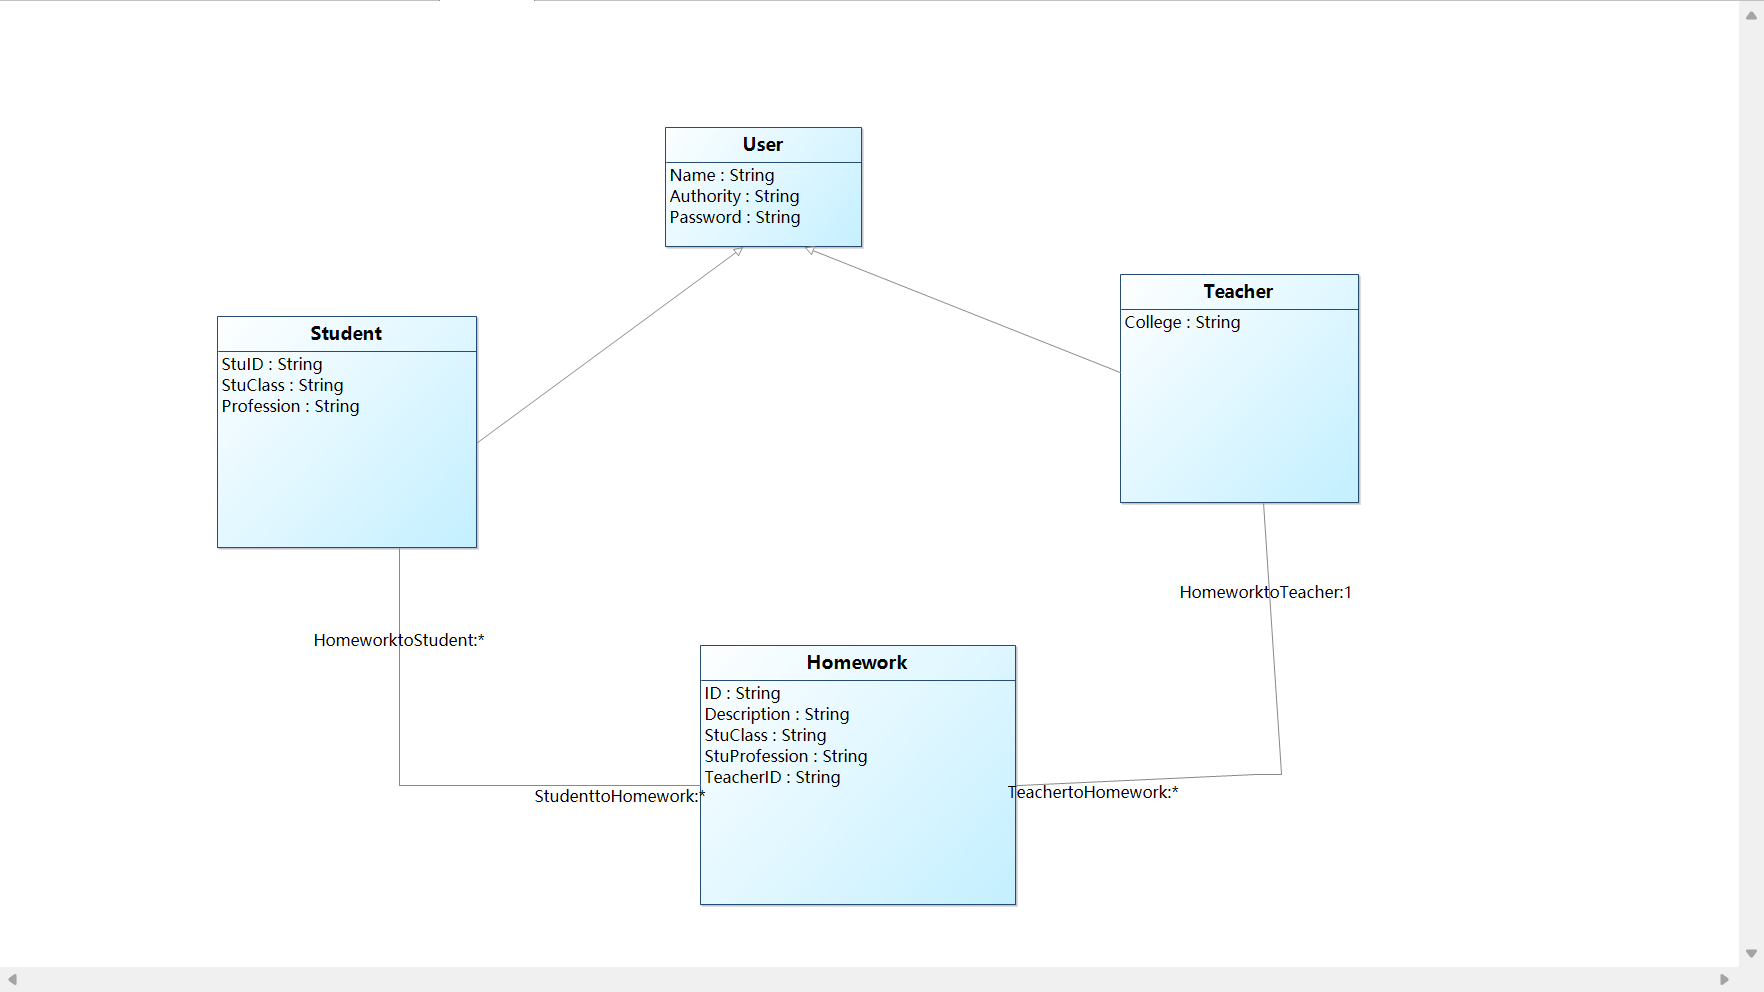 User
Name : String
Authority : String
Password : String
Teacher
College : String
Student
StuID : String
StuClass : String
Profession : String
HomeworktoTeacher:1
HomeworktoStudent:*
Homework
ID : String
Description : String
StuClass : String
StuProfession : String
TeacherID : String
StudenttoHomework:*
TeachertoHomework:*